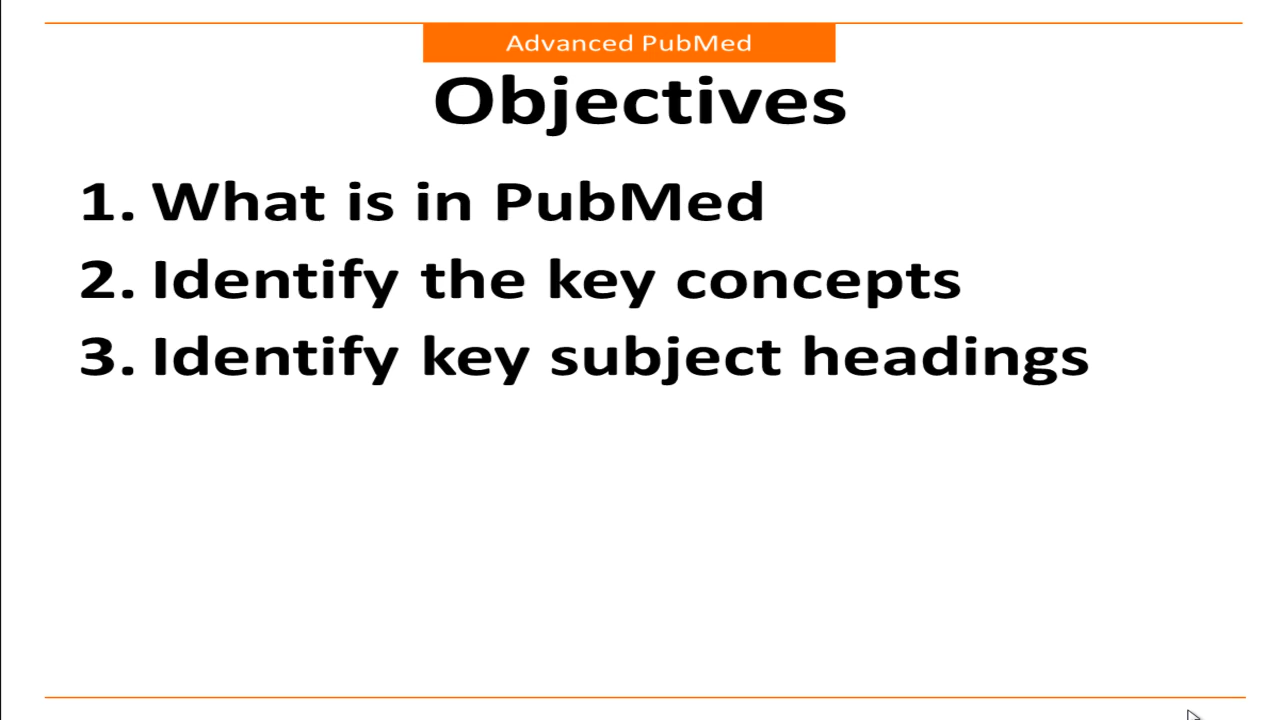 Advanced PubMed
Objectives
1. What is in PubMed
2. Identify the key concepts
3. Identify key subject headings